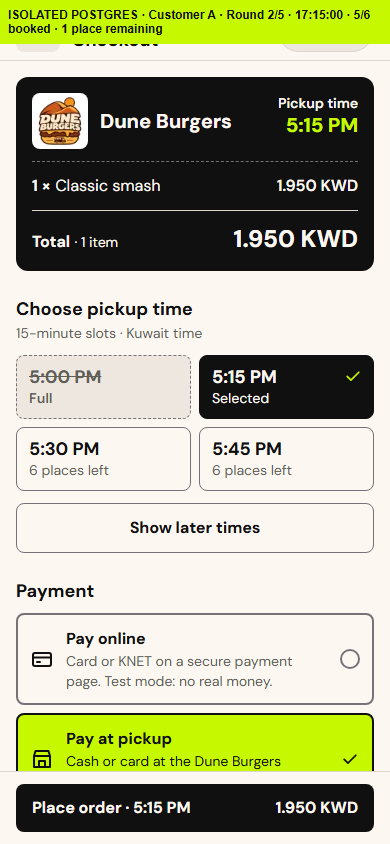 ISOLATED POSTGRES · Customer A · Round 2/5 · 17:15:00 · 5/6
booked · 1 place remaining
Checkout
DUNE
BURGERS
Dune Burgers
Pickup time
5:15 PM
1 × Classic smash
1.950 KWD
Total · 1 item
1.950 KWD
Choose pickup time
15-minute slots · Kuwait time
5:00 PM
Full
5:15 PM
Selected
5:30 PM
6 places left
5:45 PM
6 places left
Show later times
Payment
Pay online
Card or KNET on a secure payment
page. Test mode: no real money.
Pay at pickup
Cash or card at the Dune Burgers
Place order · 5:15 PM
1.950 KWD